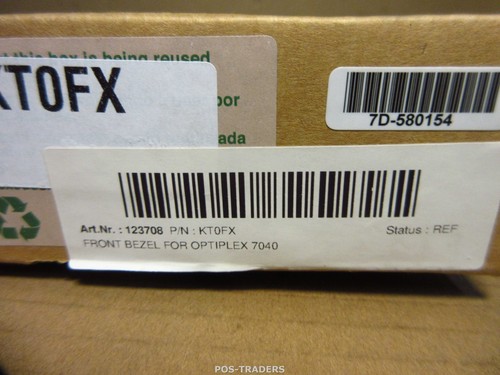 this box is being reused
KT0FX
por
ada
7D-580154
Art.Nr. : 123708 P/N : KT0FX
Status : REF
FRONT BEZEL FOR OPTIPLEX 7040
POS-TRADERS